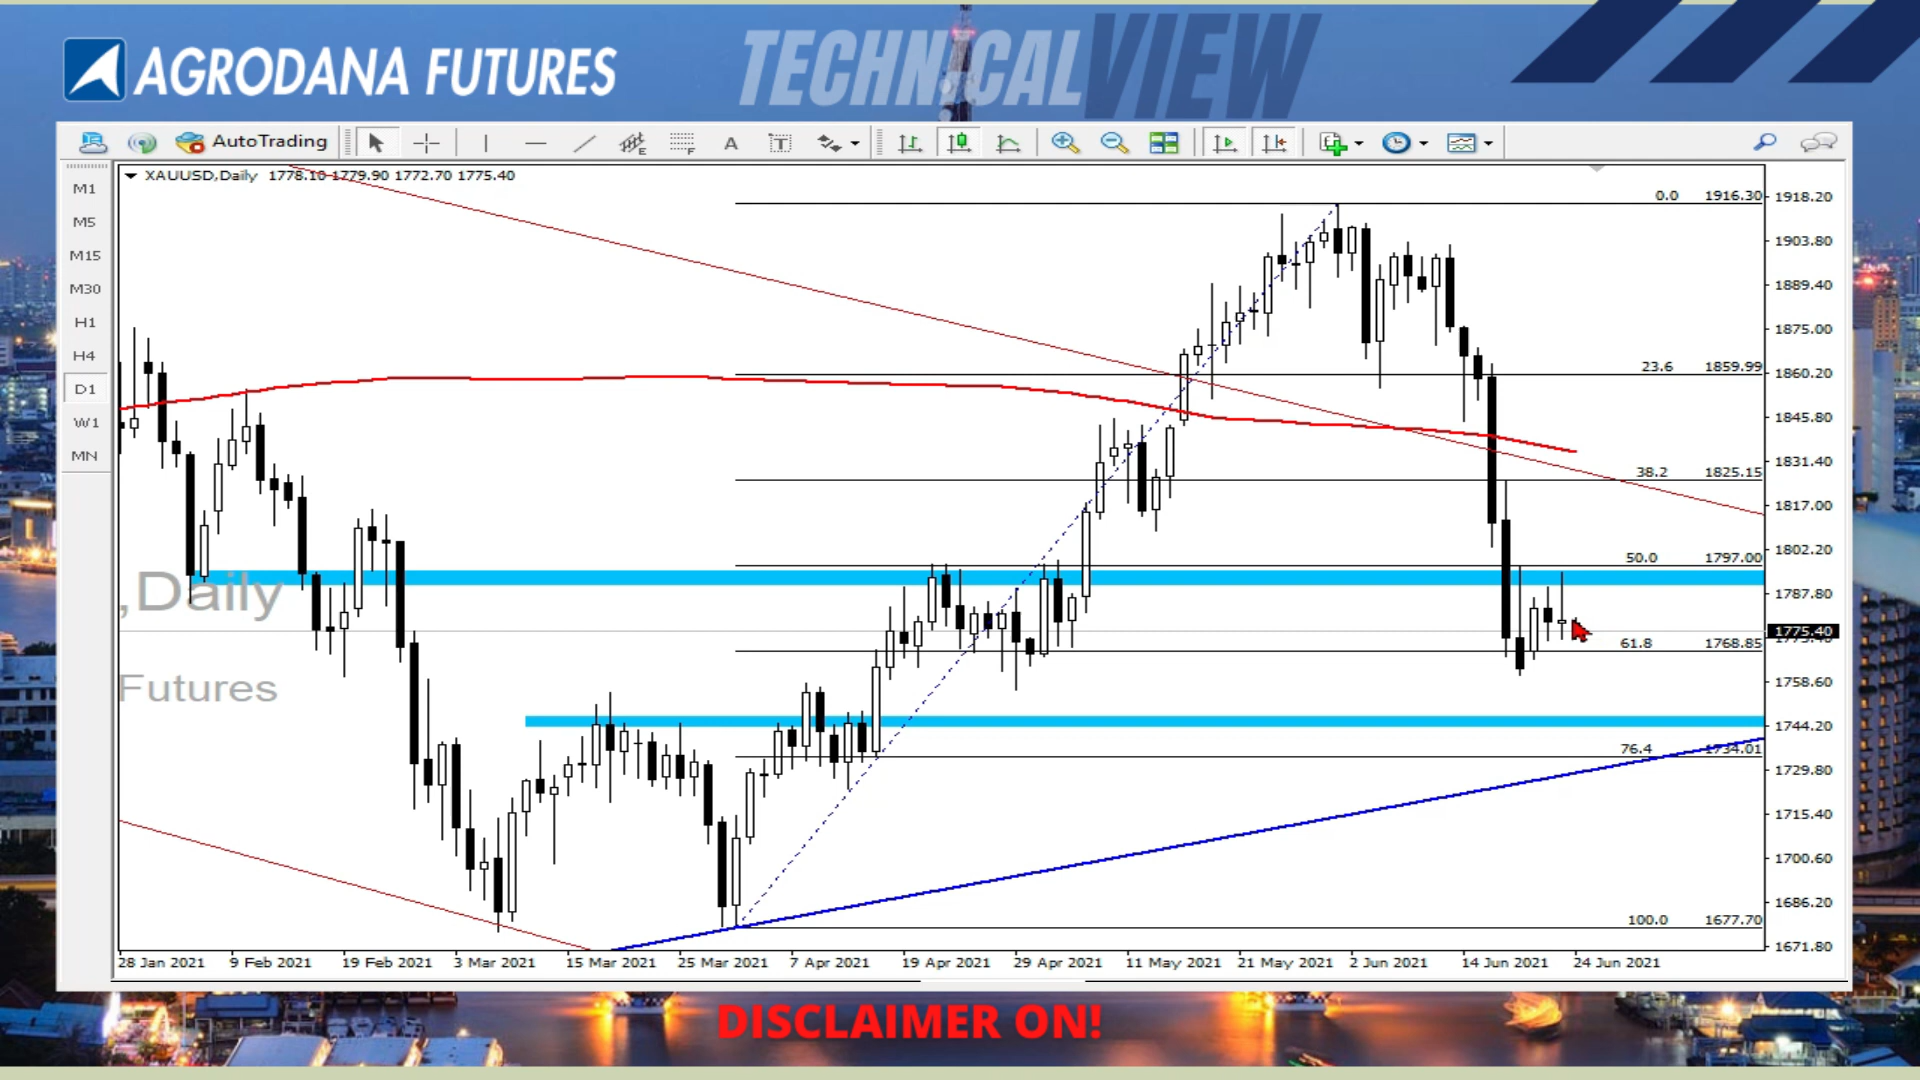 AGRODANA FUTURES
TECHNICAL VIEW
AutoTrading
E
F
A
T
M1
M5
M15
M30
H1
H4
D1
W1
MN
XAUUSD,Daily 1778.10 1779.90 1772.70 1775.40
0.0 1916.30
23.6 1859.99
38.2 1825.15
50.0 1797.00
61.8 1768.85
76.4 1734.01
100.0 1677.70
1918.20
1903.80
1889.40
1875.00
1860.20
1845.80
1831.40
1817.00
1802.20
1787.80
1775.40
1758.60
1744.20
1729.80
1715.40
1700.60
1686.20
1671.80
,Daily
Futures
28 Jan 2021
9 Feb 2021
19 Feb 2021
3 Mar 2021
15 Mar 2021
25 Mar 2021
7 Apr 2021
19 Apr 2021
29 Apr 2021
11 May 2021
21 May 2021
2 Jun 2021
14 Jun 2021
24 Jun 2021
DISCLAIMER ON!